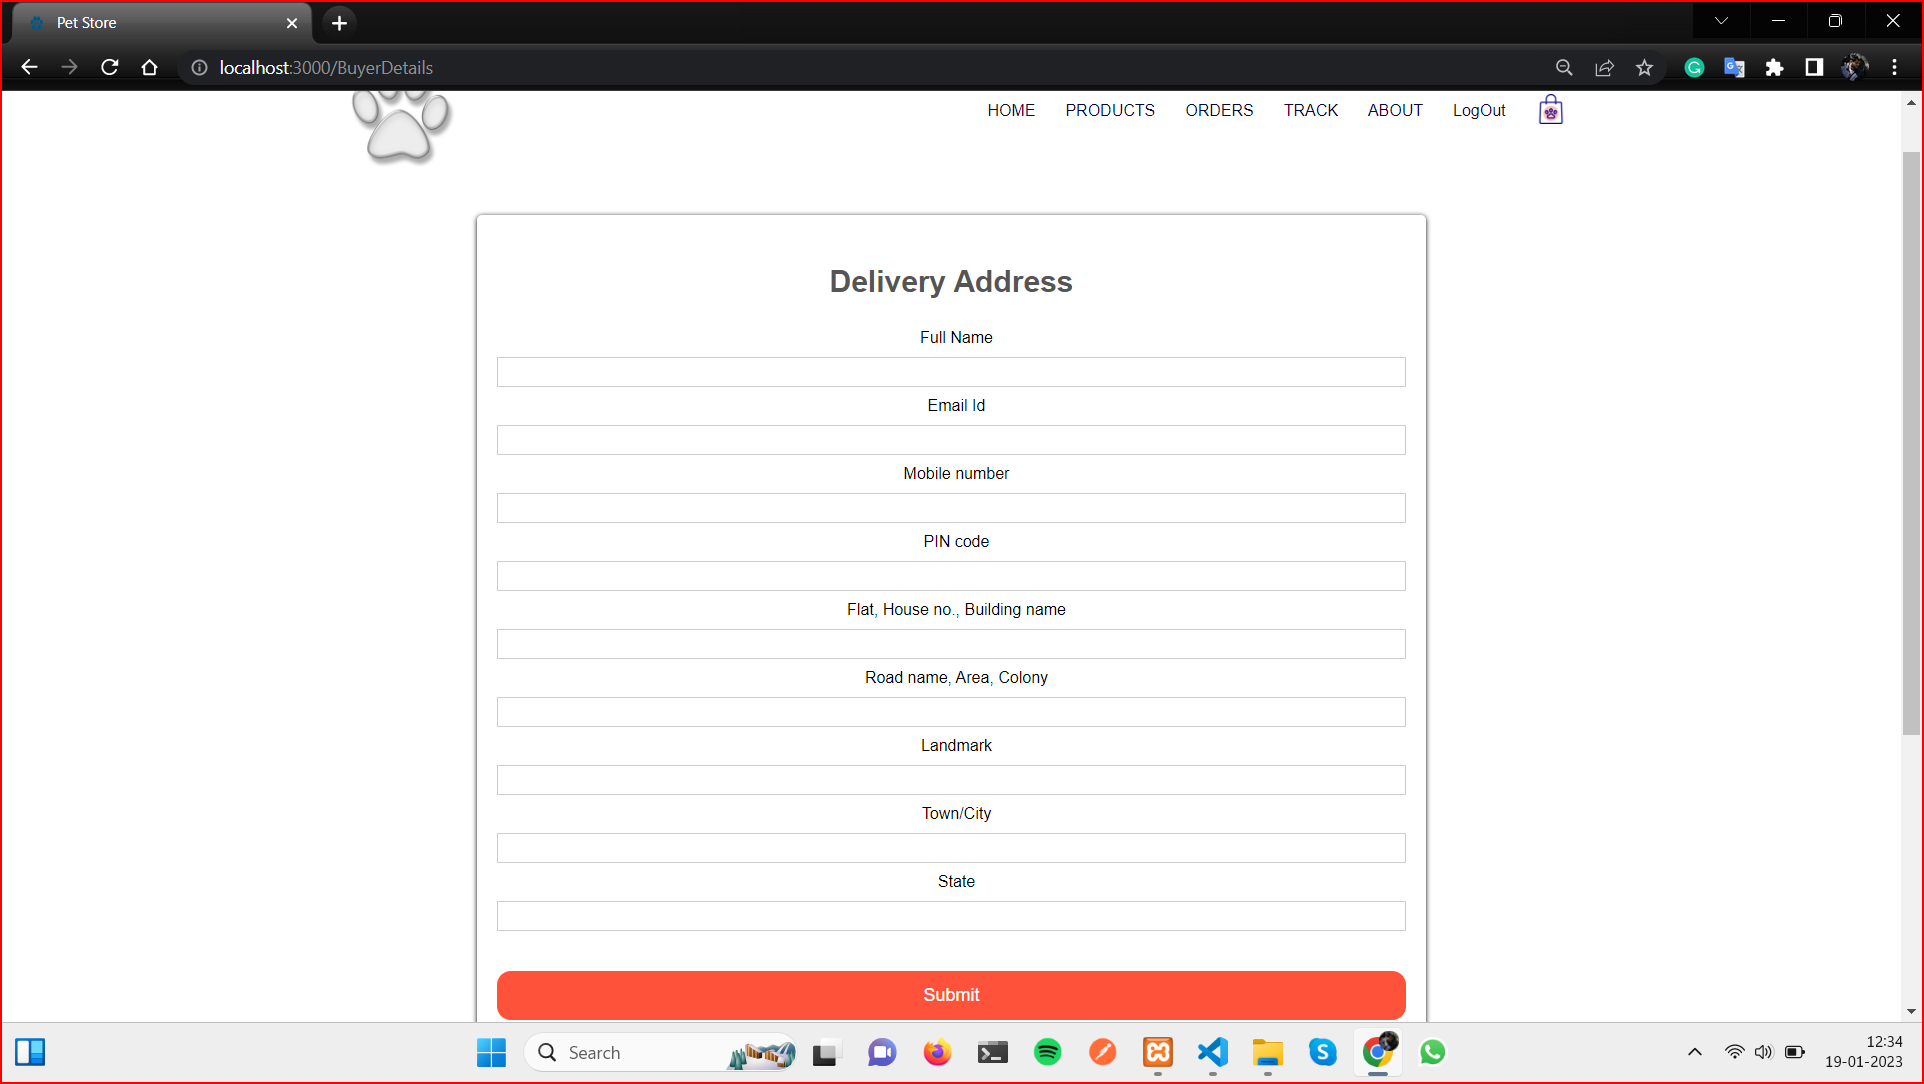 Pet Store
localhost:3000/BuyerDetails
HOME PRODUCTS ORDERS TRACK ABOUT LogOut
Delivery Address
Full Name
Email Id
Mobile number
PIN code
Flat, House no., Building name
Road name, Area, Colony
Landmark
Town/City
State
Submit
Search
12:34
19-01-2023